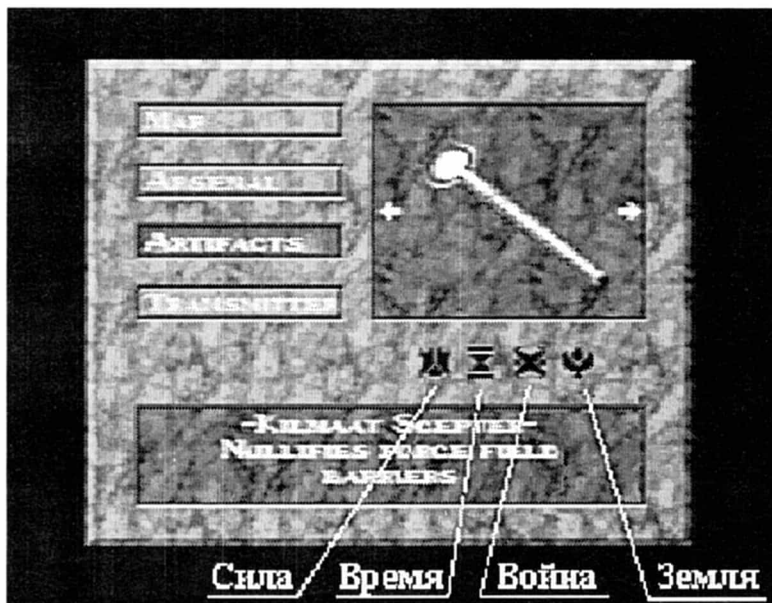 MAP
ARSENAL
ARTIFACTS
TRANSMITTER
-KILMAAT SCEPTER-
NULLIFIES FORCE FIELD
BARRIERS
Сила Время Война Земля